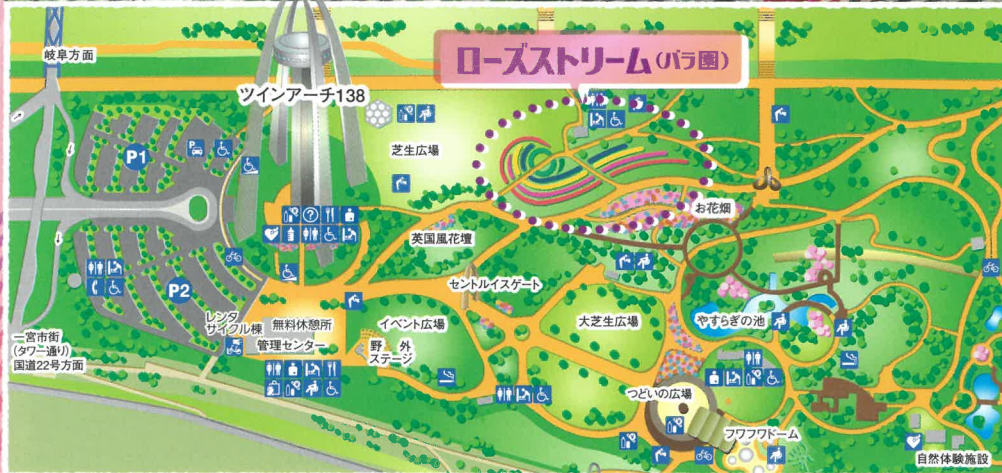 岐阜方面
ローズストリーム(バラ園)
ツインアーチ138
P1
P
芝生広場
お花畑
英国風花壇
?
P2
セントルイスゲート
レンタ
サイクル棟
無料休憩所
管理センター
イベント広場
野外
ステージ
大芝生広場
やすらぎの池
一宮市街
(タワー通り)
国道22号方面
つどいの広場
フワフワドーム
自然体験施設